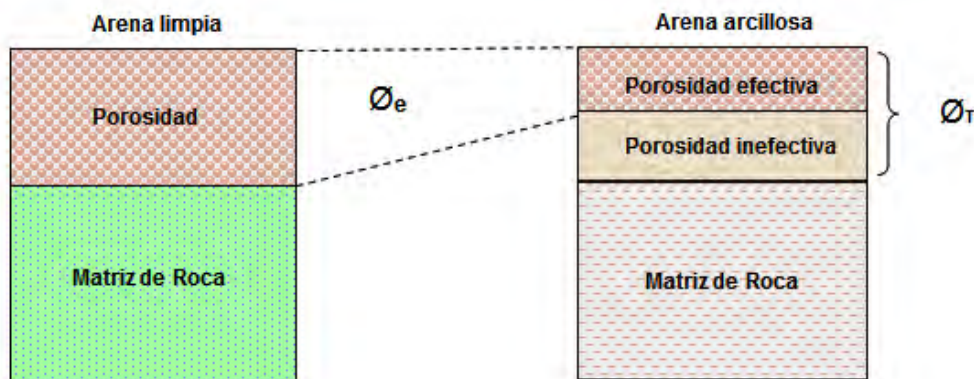 Arena limpia
Arena arcillosa
Porosidad
Øe
Porosidad efectiva
Porosidad inefectiva
ØT
Matriz de Roca
Matriz de Roca